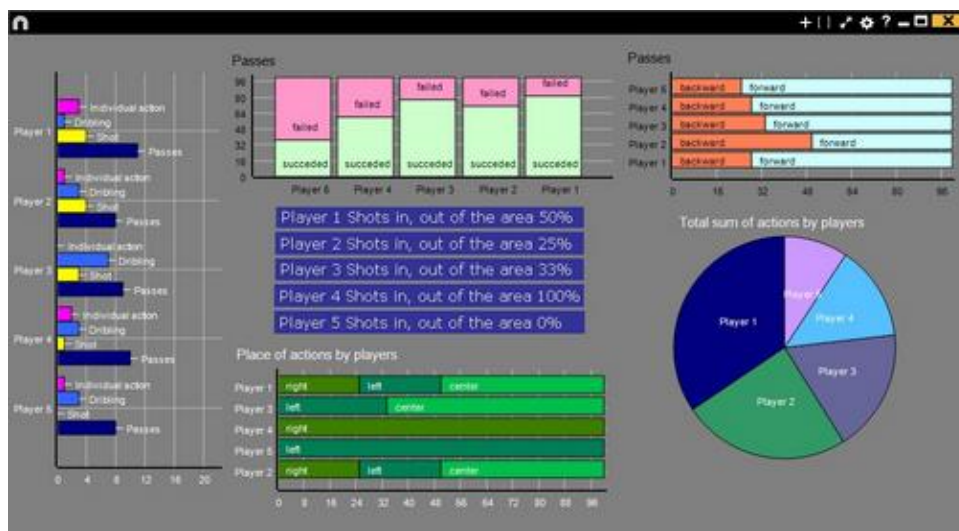 Individual action
Dribling
Shot
Passes
Player 1
Individual action
Dribling
Shot
Passes
Player 2
Individual action
Dribling
Shot
Passes
Player 3
Individual action
Dribling
Shot
Passes
Player 4
Individual action
Dribling
Shot
Passes
Player 5
0 4 8 12 16 20
Passes
96
80
64
48
32
16
0
failed failed failed failed failed
succeded succeded succeded succeded succeded
Player 4 Player 3 Player 2 Player 1
Player 1 Shots in, out of the area 50%
Player 2 Shots in, out of the area 25%
Player 3 Shots in, out of the area 33%
Player 4 Shots in, out of the area 100%
Player 5 Shots in, out of the area 0%
Place of actions by players
Player 1 right left center
Player 3 left center
Player 4 right
Player 5 left
Player 2 right left center
0 8 16 24 32 40 48 56 64 72 80 88 96
Passes
Player backward forward
Player 4 backward forward
Player 3 backward forward
Player 2 backward forward
Player 1 backward forward
0 16 32 48 64 80 96
Total sum of actions by players
Player 1
Player 2
Player 3
Player 4
Player